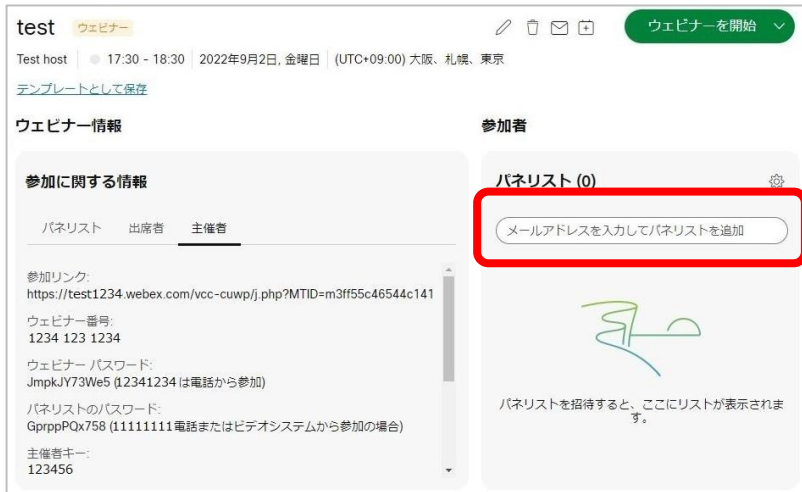 test ウェビナー
ウェビナーを開始
Test host 17:30 - 18:30 2022年9月2日, 金曜日 (UTC+09:00) 大阪、札幌、東京
テンプレートとして保存
ウェビナー情報
参加に関する情報
パネリスト 出席者 主催者
参加リンク:
https://test1234.webex.com/vcc-cuwp/j.php?MTID=m3ff55c46544c141
ウェビナー番号:
1234 123 1234
ウェビナー パスワード:
JmpkJY73We5 (12341234 は電話から参加)
パネリストのパスワード:
GprppPQx758 (11111111電話またはビデオシステムから参加の場合)
主催者キー:
123456
参加者
パネリスト (0)
メールアドレスを入力してパネリストを追加
パネリストを招待すると、ここにリストが表示されま
す。